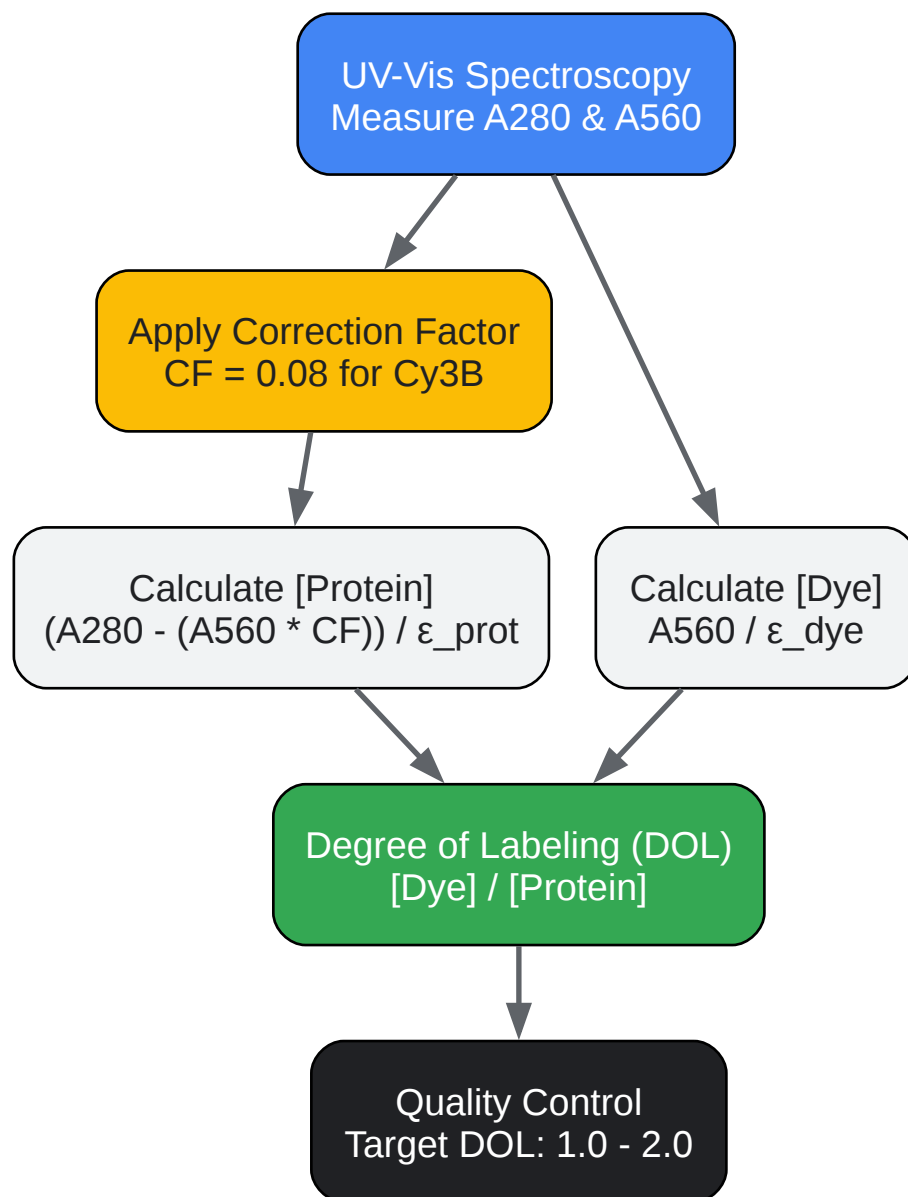 UV-Vis Spectroscopy
Measure A280 & A560
Apply Correction Factor
CF = 0.08 for Cy3B
Calculate [Protein]
(A280 - (A560 * CF)) / ε_prot
Calculate [Dye]
A560 / ε_dye
Degree of Labeling (DOL)
[Dye] / [Protein]
Quality Control
Target DOL: 1.0 - 2.0